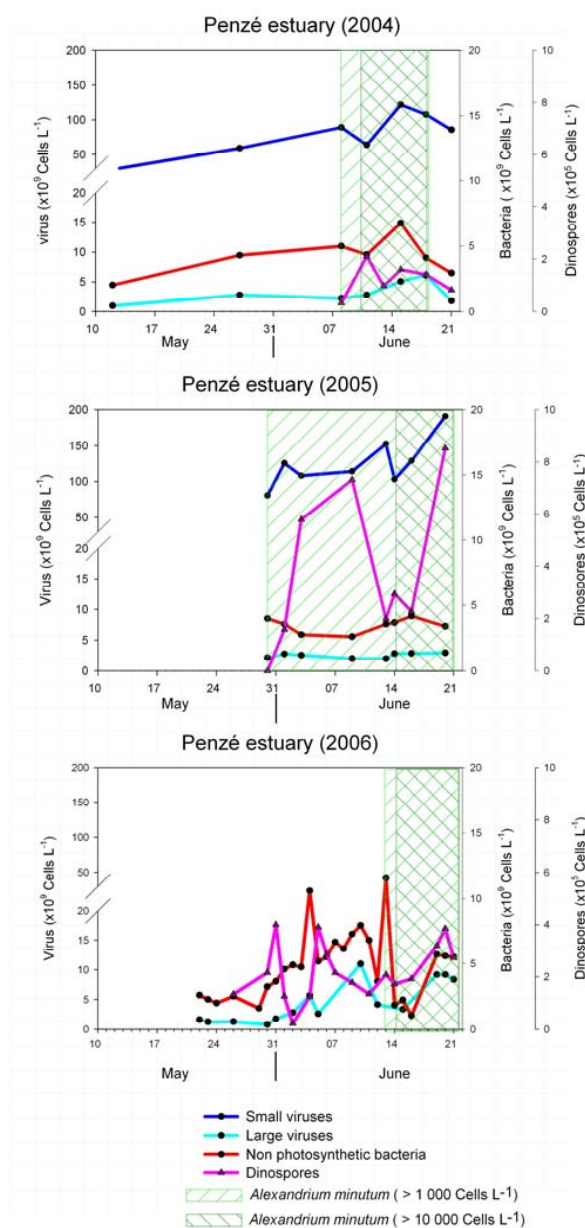 Penzé estuary (2004)
200
150
100
50
20
15
10
5
0
virus (x10⁹ Cells L⁻¹)
20
15
10
5
0
Bacteria ( x10⁹ Cells L⁻¹)
10
8
6
4
2
0
Dinospores (x10⁵ Cells L⁻¹)
10 17 24 31 07 14 21
May June
Penzé estuary (2005)
200
150
100
50
20
15
10
5
0
Virus (x10⁹ Cells L⁻¹)
20
15
10
5
0
Bacteria (x10⁹ Cells L⁻¹)
10
8
6
4
2
0
Dinospores (x10⁵ Cells L⁻¹)
10 17 24 31 07 14 21
May June
Penzé estuary (2006)
200
150
100
50
20
15
10
5
0
Virus (x10⁹ Cells L⁻¹)
20
15
10
5
0
Bacteria (x10⁹ Cells L⁻¹)
10
8
6
4
2
0
Dinospores (x10⁵ Cells L⁻¹)
10 17 24 31 07 14 21
May June
Small viruses
Large viruses
Non photosynthetic bacteria
Dinospores
Alexandrium minutum ( > 1 000 Cells L⁻¹)
Alexandrium minutum ( > 10 000 Cells L⁻¹)